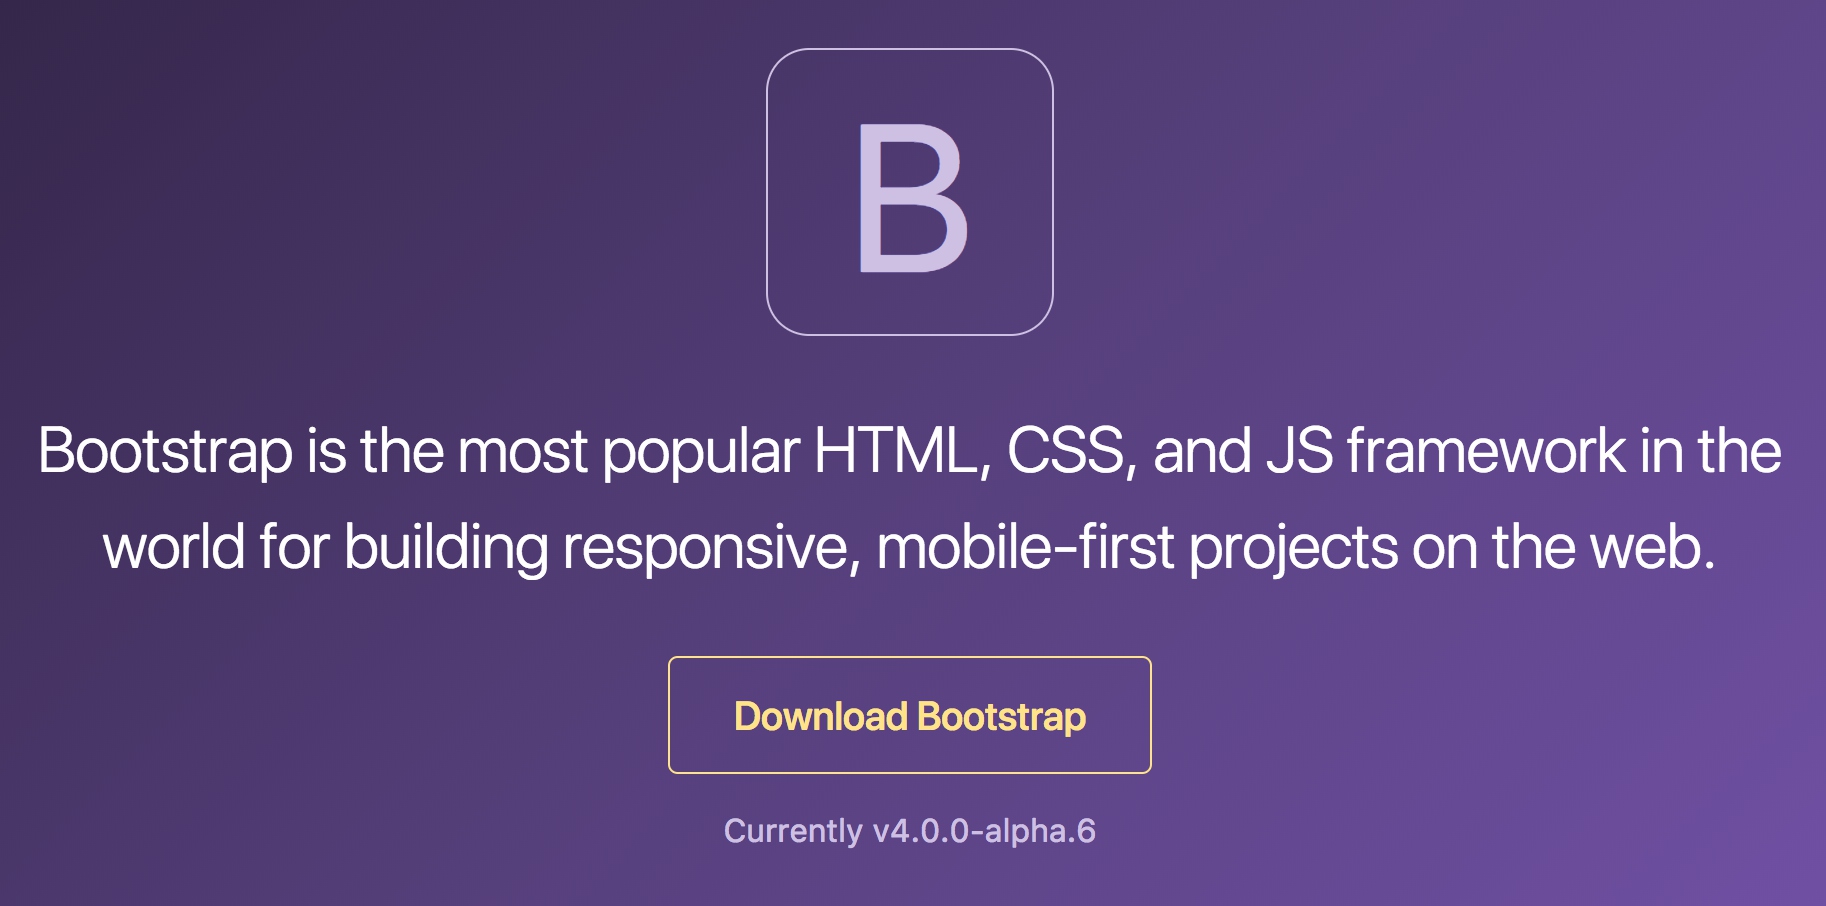 B
Bootstrap is the most popular HTML, CSS, and JS framework in the
world for building responsive, mobile-first projects on the web.
Download Bootstrap
Currently v4.0.0-alpha.6